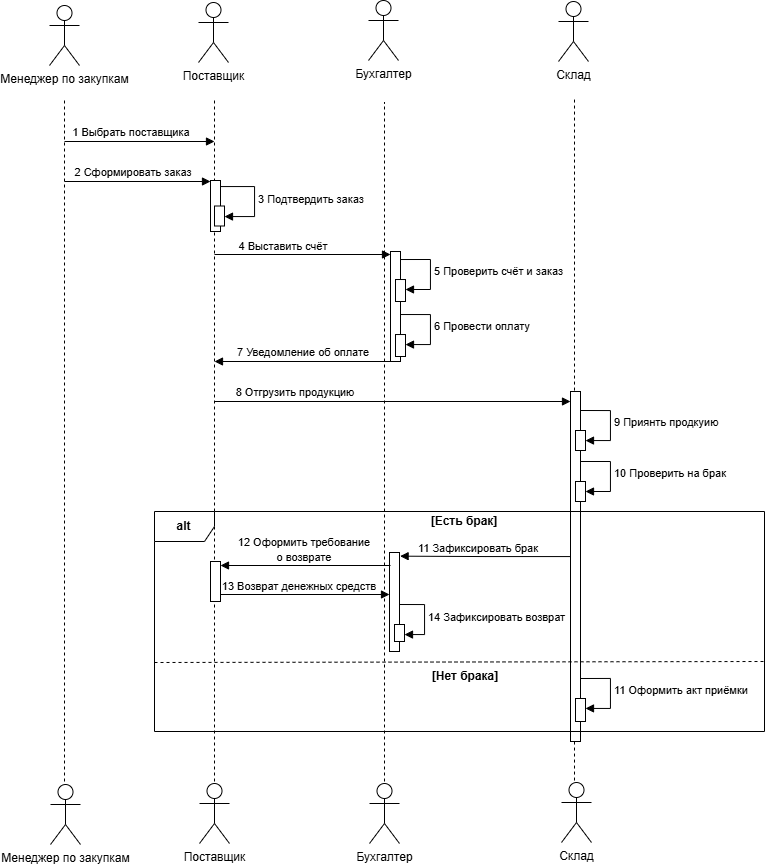 Менеджер по закупкам
Поставщик
Бухгалтер
Склад
1 Выбрать поставщика
2 Сформировать заказ
3 Подтвердить заказ
4 Выставить счёт
5 Проверить счёт и заказ
6 Провести оплату
7 Уведомление об оплате
8 Отгрузить продукцию
9 Приянть продкуию
10 Проверить на брак
alt
[Есть брак]
12 Оформить требование
о возврате
11 Зафиксировать брак
13 Возврат денежных средств
14 Зафиксировать возврат
[Нет брака]
11 Оформить акт приёмки
Менеджер по закупкам
Поставщик
Бухгалтер
Склад